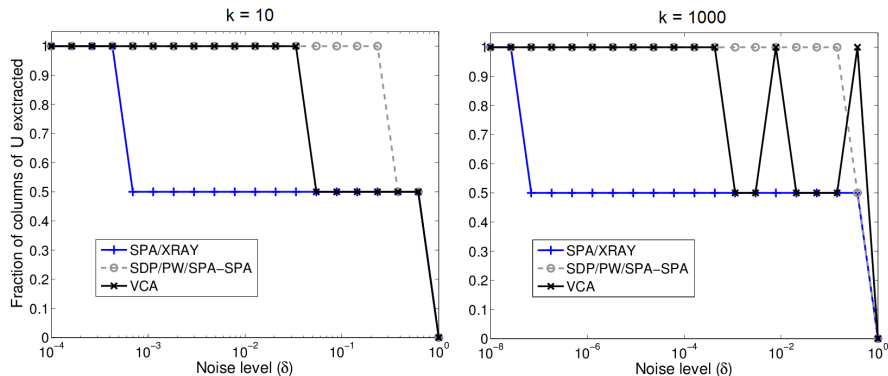 k = 10
Fraction of columns of U exctracted
1
0.9
0.8
0.7
0.6
0.5
0.4
0.3
0.2
0.1
0
SPA/XRAY
SDP/PW/SPA−SPA
VCA
10^−4
10^−3
10^−2
10^−1
10^0
Noise level (δ)
k = 1000
1
0.9
0.8
0.7
0.6
0.5
0.4
0.3
0.2
0.1
0
SPA/XRAY
SDP/PW/SPA−SPA
VCA
10^−8
10^−6
10^−4
10^−2
10^0
Noise level (δ)